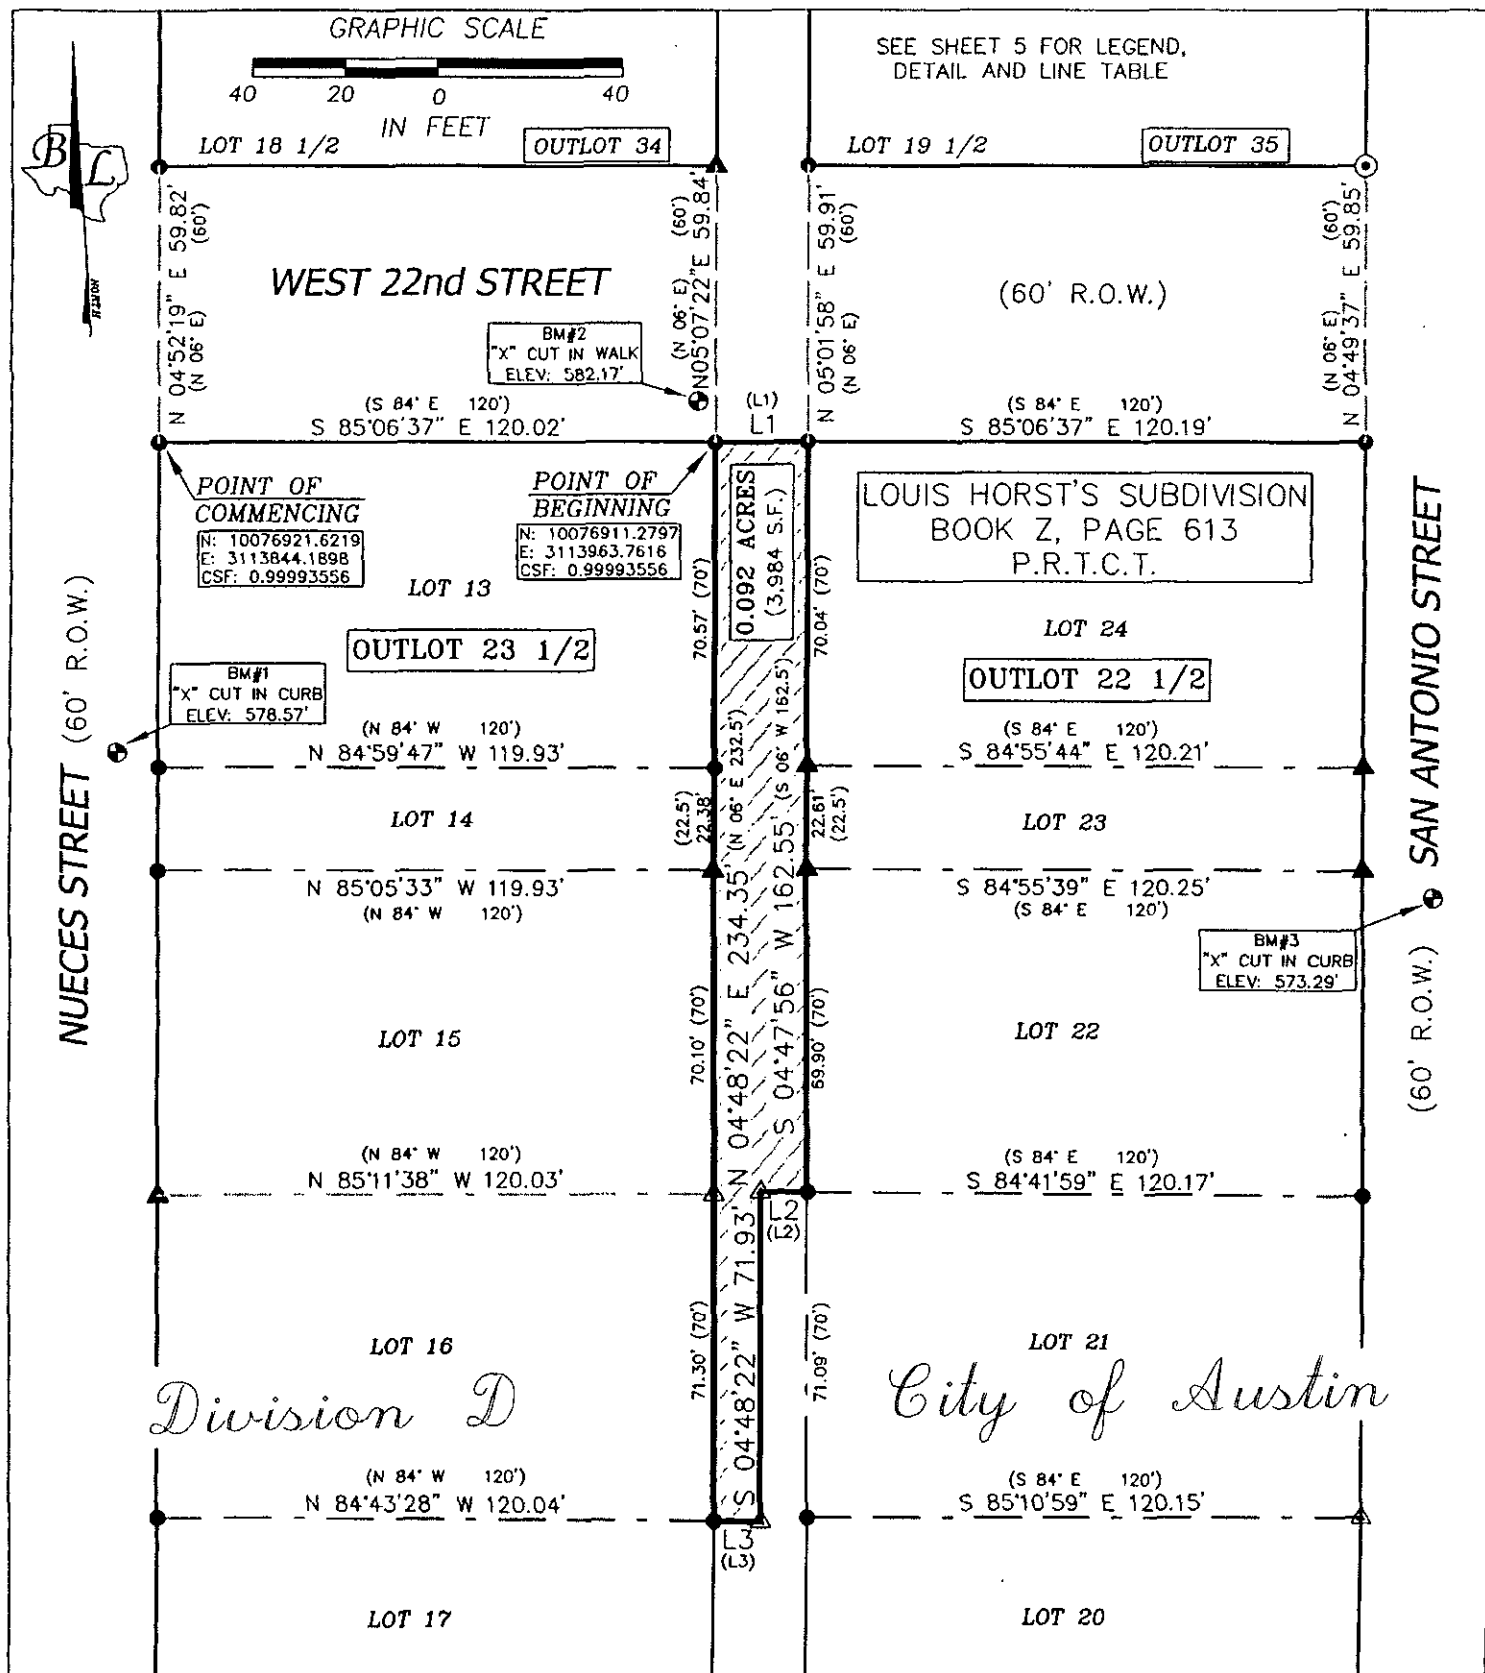 GRAPHIC SCALE
40 20 0 40
IN FEET
SEE SHEET 5 FOR LEGEND,
DETAIL AND LINE TABLE
B L
NORTH
LOT 18 1/2
OUTLOT 34
LOT 19 1/2
OUTLOT 35
N 04°52'19" E 59.82'
(N 06° E) (60')
N05°07'22"E 59.84'
(N 06° E) (60')
N 05°01'58" E 59.91'
(N 06° E) (60')
N 04°49'37" E 59.85'
(N 06° E) (60')
WEST 22nd STREET
(60' R.O.W.)
BM#2
"X" CUT IN WALK
ELEV: 582.17'
(S 84° E 120')
S 85°06'37" E 120.02'
(L1)
L1
(S 84° E 120')
S 85°06'37" E 120.19'
POINT OF
COMMENCING
N: 10076921.6219
E: 3113844.1898
CSF: 0.99993556
POINT OF
BEGINNING
N: 10076911.2797
E: 3113963.7616
CSF: 0.99993556
0.092 ACRES
(3,984 S.F.)
LOUIS HORST'S SUBDIVISION
BOOK Z, PAGE 613
P.R.T.C.T.
LOT 13
OUTLOT 23 1/2
70.57' (70')
70.04' (70')
LOT 24
OUTLOT 22 1/2
BM#1
"X" CUT IN CURB
ELEV: 578.57'
NUECES STREET (60' R.O.W.)
SAN ANTONIO STREET
(60' R.O.W.)
(N 84° W 120')
N 84°59'47" W 119.93'
(S 84° E 120')
S 84°55'44" E 120.21'
LOT 14
(22.5')
22.38'
22.61'
(22.5')
LOT 23
N 85°05'33" W 119.93'
(N 84° W 120')
S 84°55'39" E 120.25'
(S 84° E 120')
N 04°48'22" E 234.35' (N 06° E 232.5')
S 04°47'56" W 162.55' (S 06° W 162.5')
BM#3
"X" CUT IN CURB
ELEV: 573.29'
LOT 15
70.10' (70')
69.90' (70')
LOT 22
(N 84° W 120')
N 85°11'38" W 120.03'
(S 84° E 120')
S 84°41'59" E 120.17'
L2
(L2)
S 04°48'22" W 71.93'
LOT 16
71.30' (70')
71.09' (70')
LOT 21
Division D
City of Austin
(N 84° W 120')
N 84°43'28" W 120.04'
(S 84° E 120')
S 85°10'59" E 120.15'
L3
(L3)
LOT 17
LOT 20